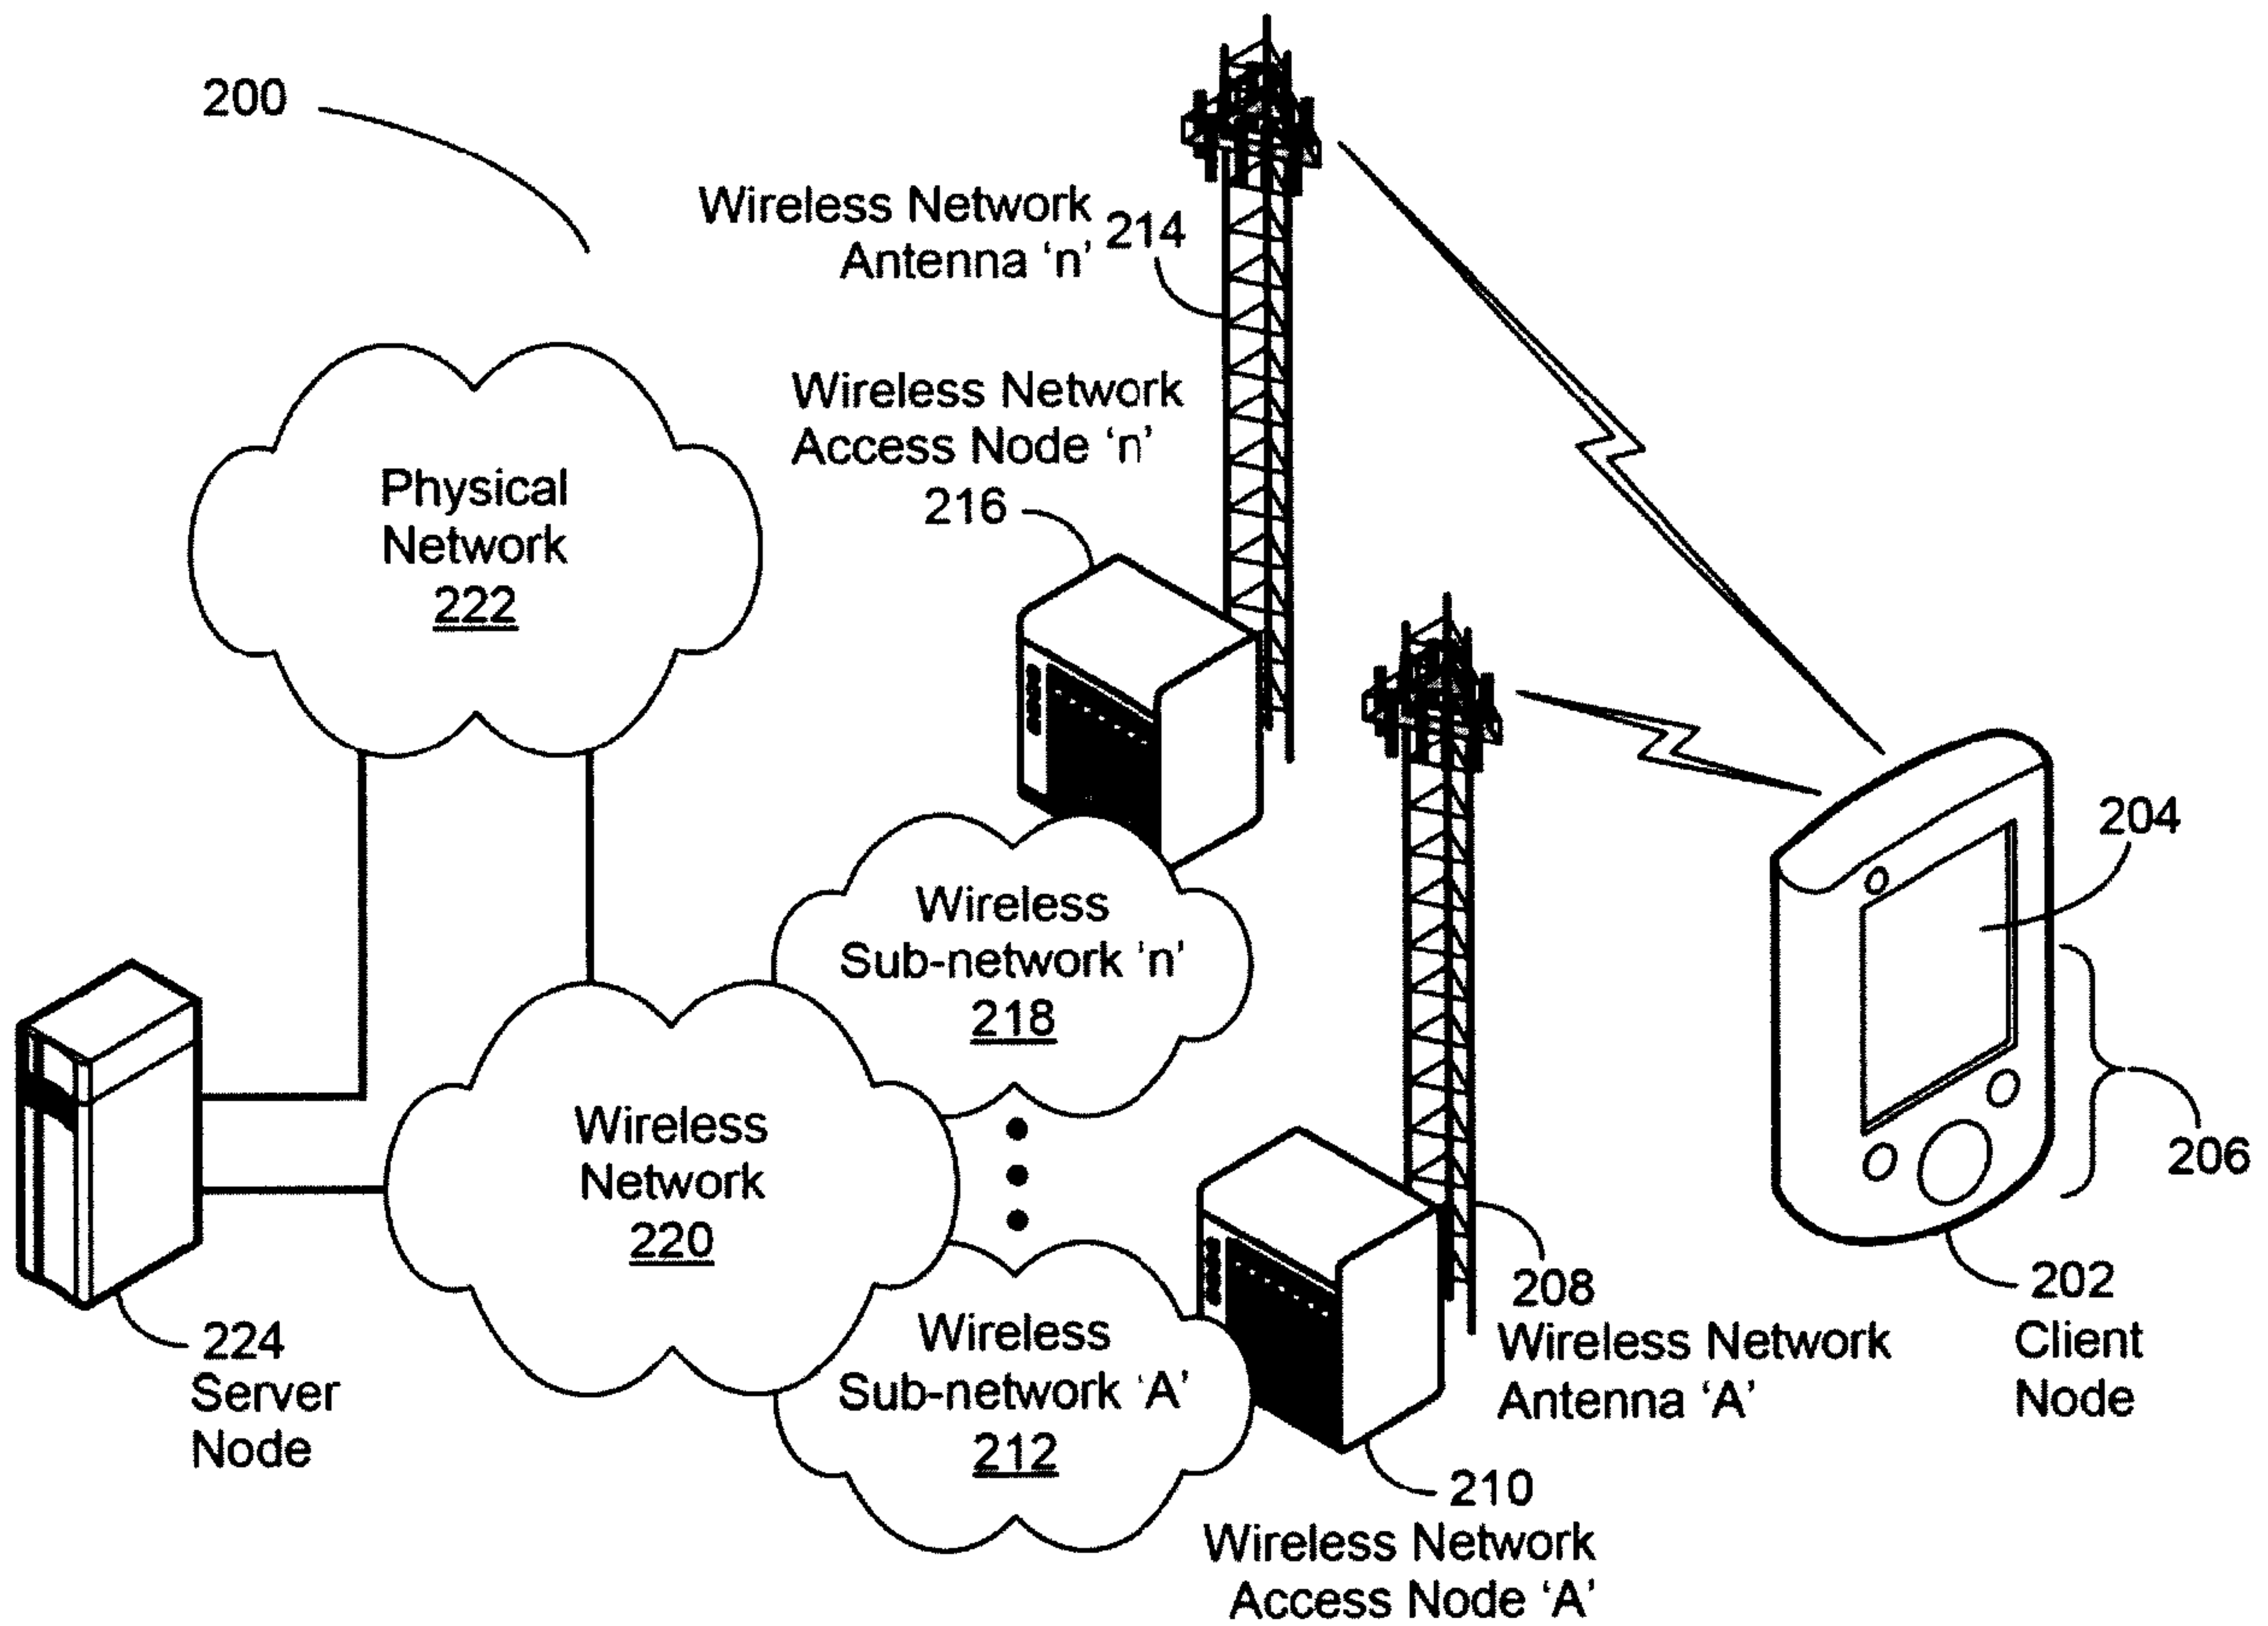 200
Wireless Network
Antenna 'n'
214
Wireless Network
Access Node 'n'
216
Physical
Network
222
204
Wireless
Sub-network 'n'
218
206
Wireless
Network
220
202
Client
Node
208
Wireless Network
Antenna 'A'
224
Server
Node
Wireless
Sub-network 'A'
212
210
Wireless Network
Access Node 'A'